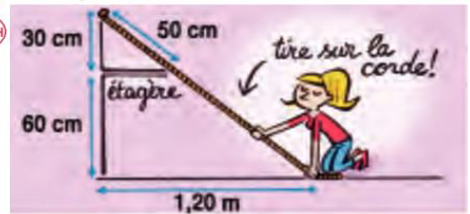 30 cm
50 cm
tire sur la
corde!
étagère
60 cm
1,20 m